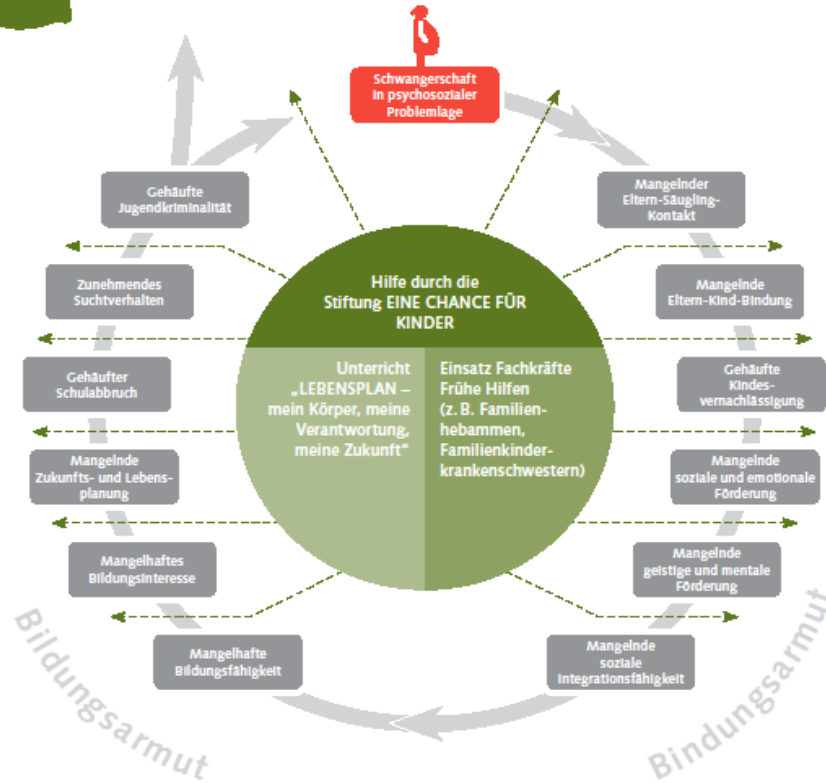 Schwangerschaft
in psychosozialer
Problemlage
Mangelnder
Eltern-Säugling-
Kontakt
Mangelnde
Eltern-Kind-Bindung
Gehäufte
Kindes-
vernachlässigung
Mangelnde
soziale und emotionale
Förderung
Mangelnde
geistige und mentale
Förderung
Mangelnde
soziale
Integrationsfähigkeit
Bindungsarmut
Mangelhafte
Bildungsfähigkeit
Mangelhaftes
Bildungsinteresse
Mangelnde
Zukunfts- und Lebens-
planung
Gehäufter
Schulabbruch
Zunehmendes
Suchtverhalten
Gehäufte
Jugendkriminalität
Bildungsarmut
Hilfe durch die
Stiftung EINE CHANCE FÜR
KINDER
Unterricht
„LEBENSPLAN –
mein Körper, meine
Verantwortung,
meine Zukunft“
Einsatz Fachkräfte
Frühe Hilfen
(z. B. Familien-
hebammen,
Familienkinder-
krankenschwestern)